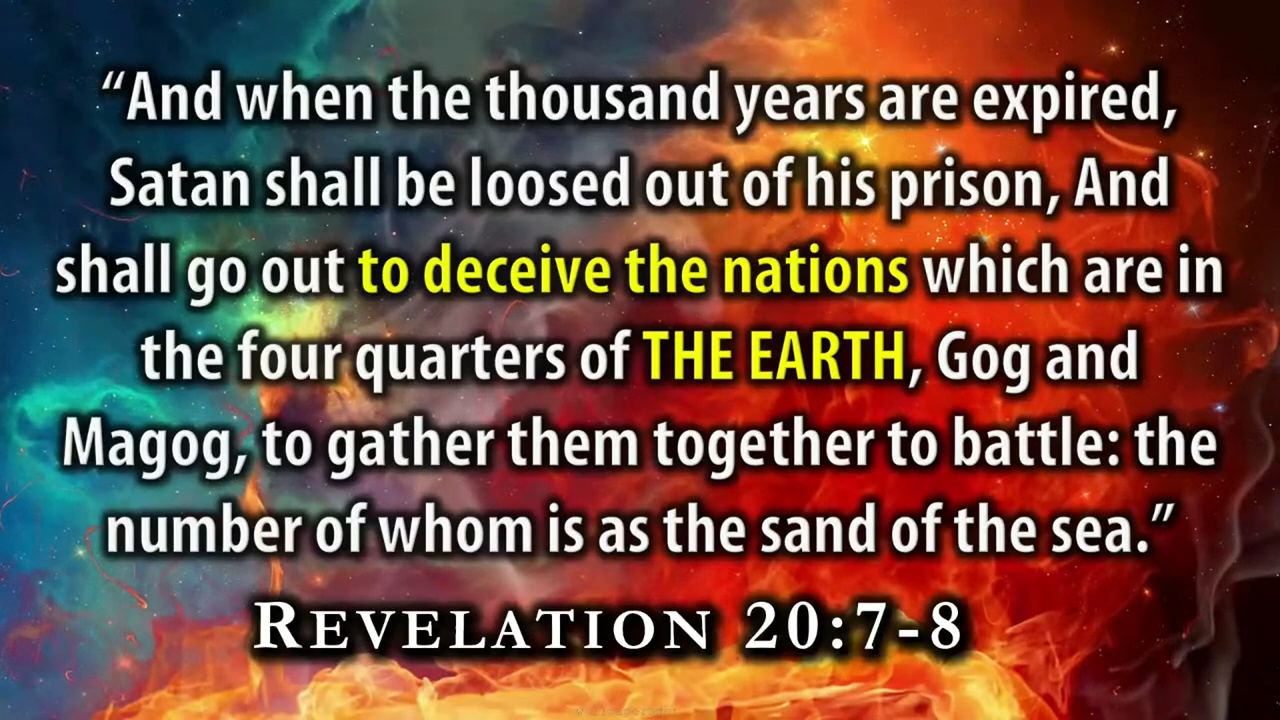 “And when the thousand years are expired,
Satan shall be loosed out of his prison, And
shall go out to deceive the nations which are in
the four quarters of THE EARTH, Gog and
Magog, to gather them together to battle: the
number of whom is as the sand of the sea.”
REVELATION 20:7-8